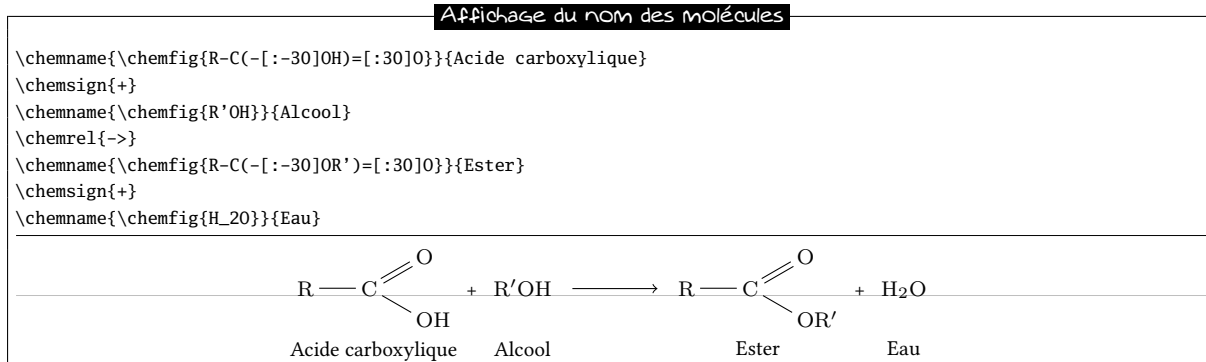 Affichage du nom des molécules
\chemname{\chemfig{R-C(-[:-30]OH)=[:30]O}}{Acide carboxylique}
\chemsign{+}
\chemname{\chemfig{R’OH}}{Alcool}
\chemrel{->}
\chemname{\chemfig{R-C(-[:-30]OR’)=[:30]O}}{Ester}
\chemsign{+}
\chemname{\chemfig{H_2O}}{Eau}
O O
R C + R′OH R C + H₂O
OH OR′
Acide carboxylique Alcool Ester Eau